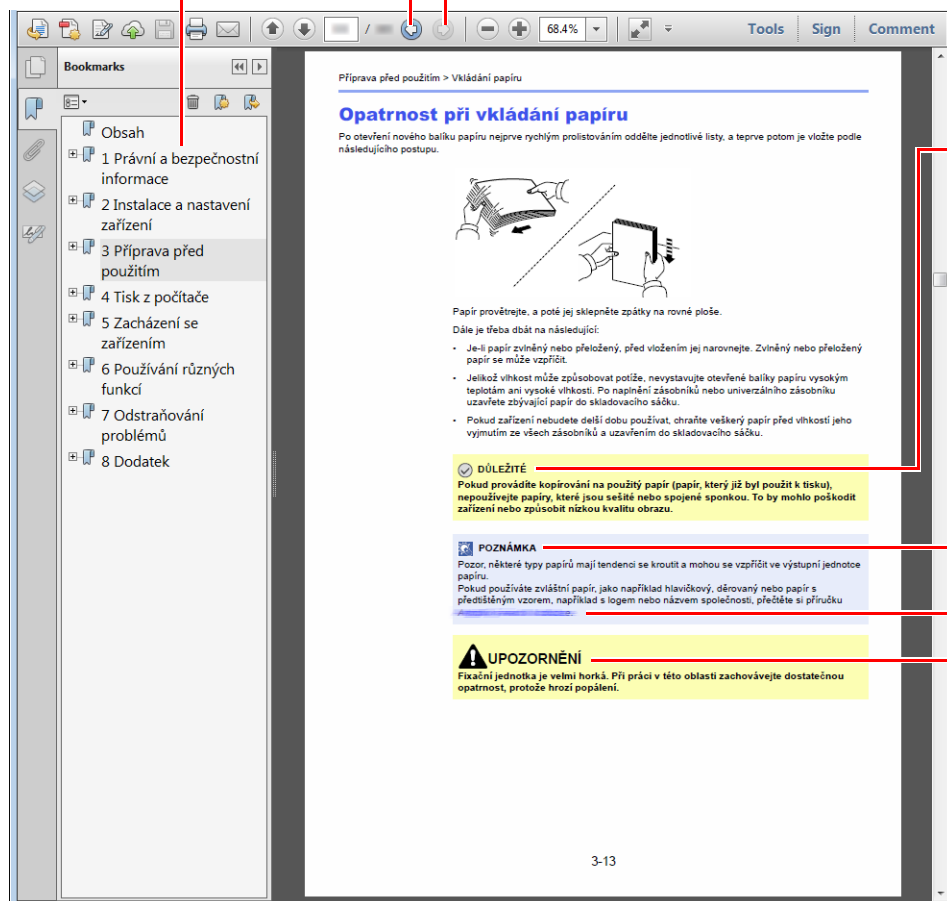 /
68.4%
Tools
Sign
Comment
Bookmarks
Obsah
1 Právní a bezpečnostní
informace
2 Instalace a nastavení
zařízení
3 Příprava před
použitím
4 Tisk z počítače
5 Zacházení se
zařízením
6 Používání různých
funkcí
7 Odstraňování
problémů
8 Dodatek
Příprava před použitím > Vkládání papíru
Opatrnost při vkládání papíru
Po otevření nového balíku papíru nejprve rychlým prolistováním oddělte jednotlivé listy, a teprve potom je vložte podle
následujícího postupu.
Papír provětrejte, a poté jej sklepněte zpátky na rovné ploše.
Dále je třeba dbát na následující:
• Je-li papír zvlněný nebo přeložený, před vložením jej narovnejte. Zvlněný nebo přeložený
papír se může vzpříčit.
• Jelikož vlhkost může způsobovat potíže, nevystavujte otevřené balíky papíru vysokým
teplotám ani vysoké vlhkosti. Po naplnění zásobníků nebo univerzálního zásobníku
uzavřete zbývající papír do skladovacího sáčku.
• Pokud zařízení nebudete delší dobu používat, chraňte veškerý papír před vlhkostí jeho
vyjmutím ze všech zásobníků a uzavřením do skladovacího sáčku.
DŮLEŽITÉ
Pokud provádíte kopírování na použitý papír (papír, který již byl použit k tisku),
nepoužívejte papíry, které jsou sešité nebo spojené sponkou. To by mohlo poškodit
zařízení nebo způsobit nízkou kvalitu obrazu.
POZNÁMKA
Pozor, některé typy papírů mají tendenci se kroutit a mohou se vzpříčit ve výstupní jednotce
papíru.
Pokud používáte zvláštní papír, jako například hlavičkový, děrovaný nebo papír s
předtištěným vzorem, například s logem nebo názvem společnosti, přečtěte si příručku
UPOZORNĚNÍ
Fixační jednotka je velmi horká. Při práci v této oblasti zachovávejte dostatečnou
opatrnost, protože hrozí popálení.
3-13